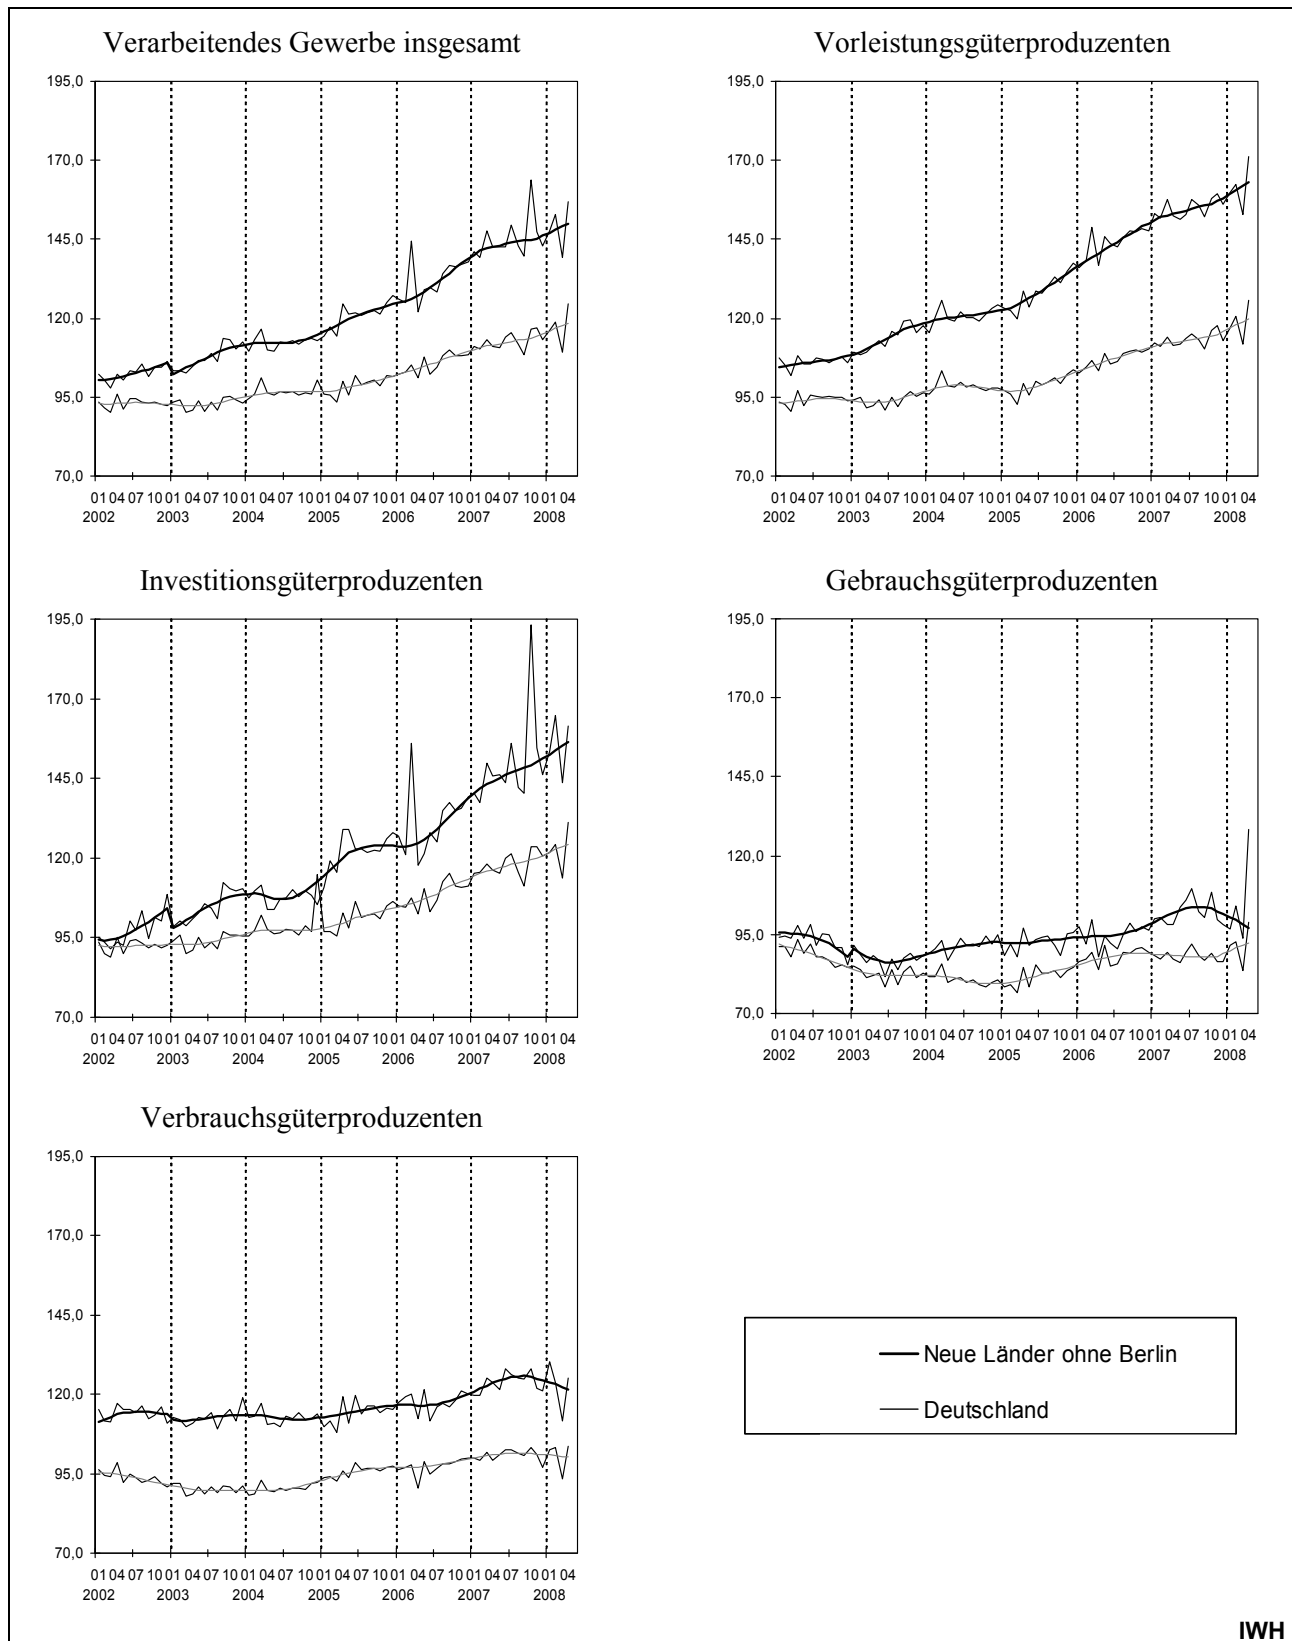 Verarbeitendes Gewerbe insgesamt
195,0
170,0
145,0
120,0
95,0
70,0
01 04 07 10 01 04 07 10 01 04 07 10 01 04 07 10 01 04 07 10 01 04 07 10 01 04
2002 2003 2004 2005 2006 2007 2008
Vorleistungsgüterproduzenten
195,0
170,0
145,0
120,0
95,0
70,0
01 04 07 10 01 04 07 10 01 04 07 10 01 04 07 10 01 04 07 10 01 04 07 10 01 04
2002 2003 2004 2005 2006 2007 2008
Investitionsgüterproduzenten
195,0
170,0
145,0
120,0
95,0
70,0
01 04 07 10 01 04 07 10 01 04 07 10 01 04 07 10 01 04 07 10 01 04 07 10 01 04
2002 2003 2004 2005 2006 2007 2008
Gebrauchsgüterproduzenten
195,0
170,0
145,0
120,0
95,0
70,0
01 04 07 10 01 04 07 10 01 04 07 10 01 04 07 10 01 04 07 10 01 04 07 10 01 04
2002 2003 2004 2005 2006 2007 2008
Verbrauchsgüterproduzenten
195,0
170,0
145,0
120,0
95,0
70,0
01 04 07 10 01 04 07 10 01 04 07 10 01 04 07 10 01 04 07 10 01 04 07 10 01 04
2002 2003 2004 2005 2006 2007 2008
Neue Länder ohne Berlin
Deutschland
IWH